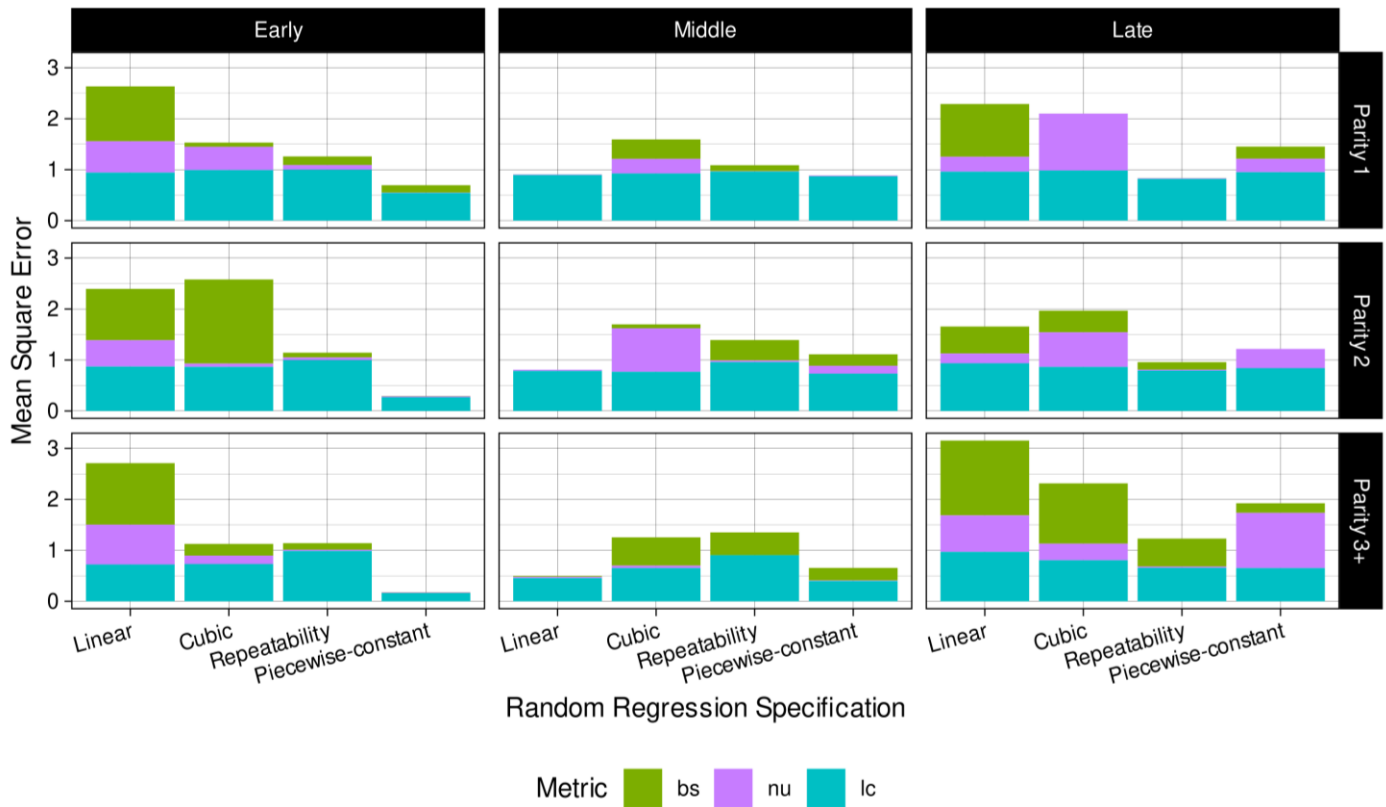 Early
Middle
Late
Mean Square Error
3
2
1
0
Parity 1
3
2
1
0
Parity 2
3
2
1
0
Parity 3+
Linear
Cubic
Repeatability
Piecewise-constant
Linear
Cubic
Repeatability
Piecewise-constant
Linear
Cubic
Repeatability
Piecewise-constant
Random Regression Specification
Metric bs nu lc